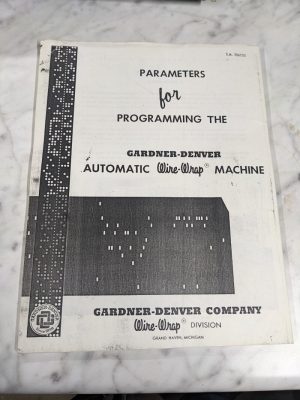 PARAMETERS
for
PROGRAMMING THE
GARDNER-DENVER
AUTOMATIC Wire-Wrap® MACHINE
GARDNER-DENVER COMPANY
Wire-Wrap® DIVISION
GRAND HAVEN, MICHIGAN